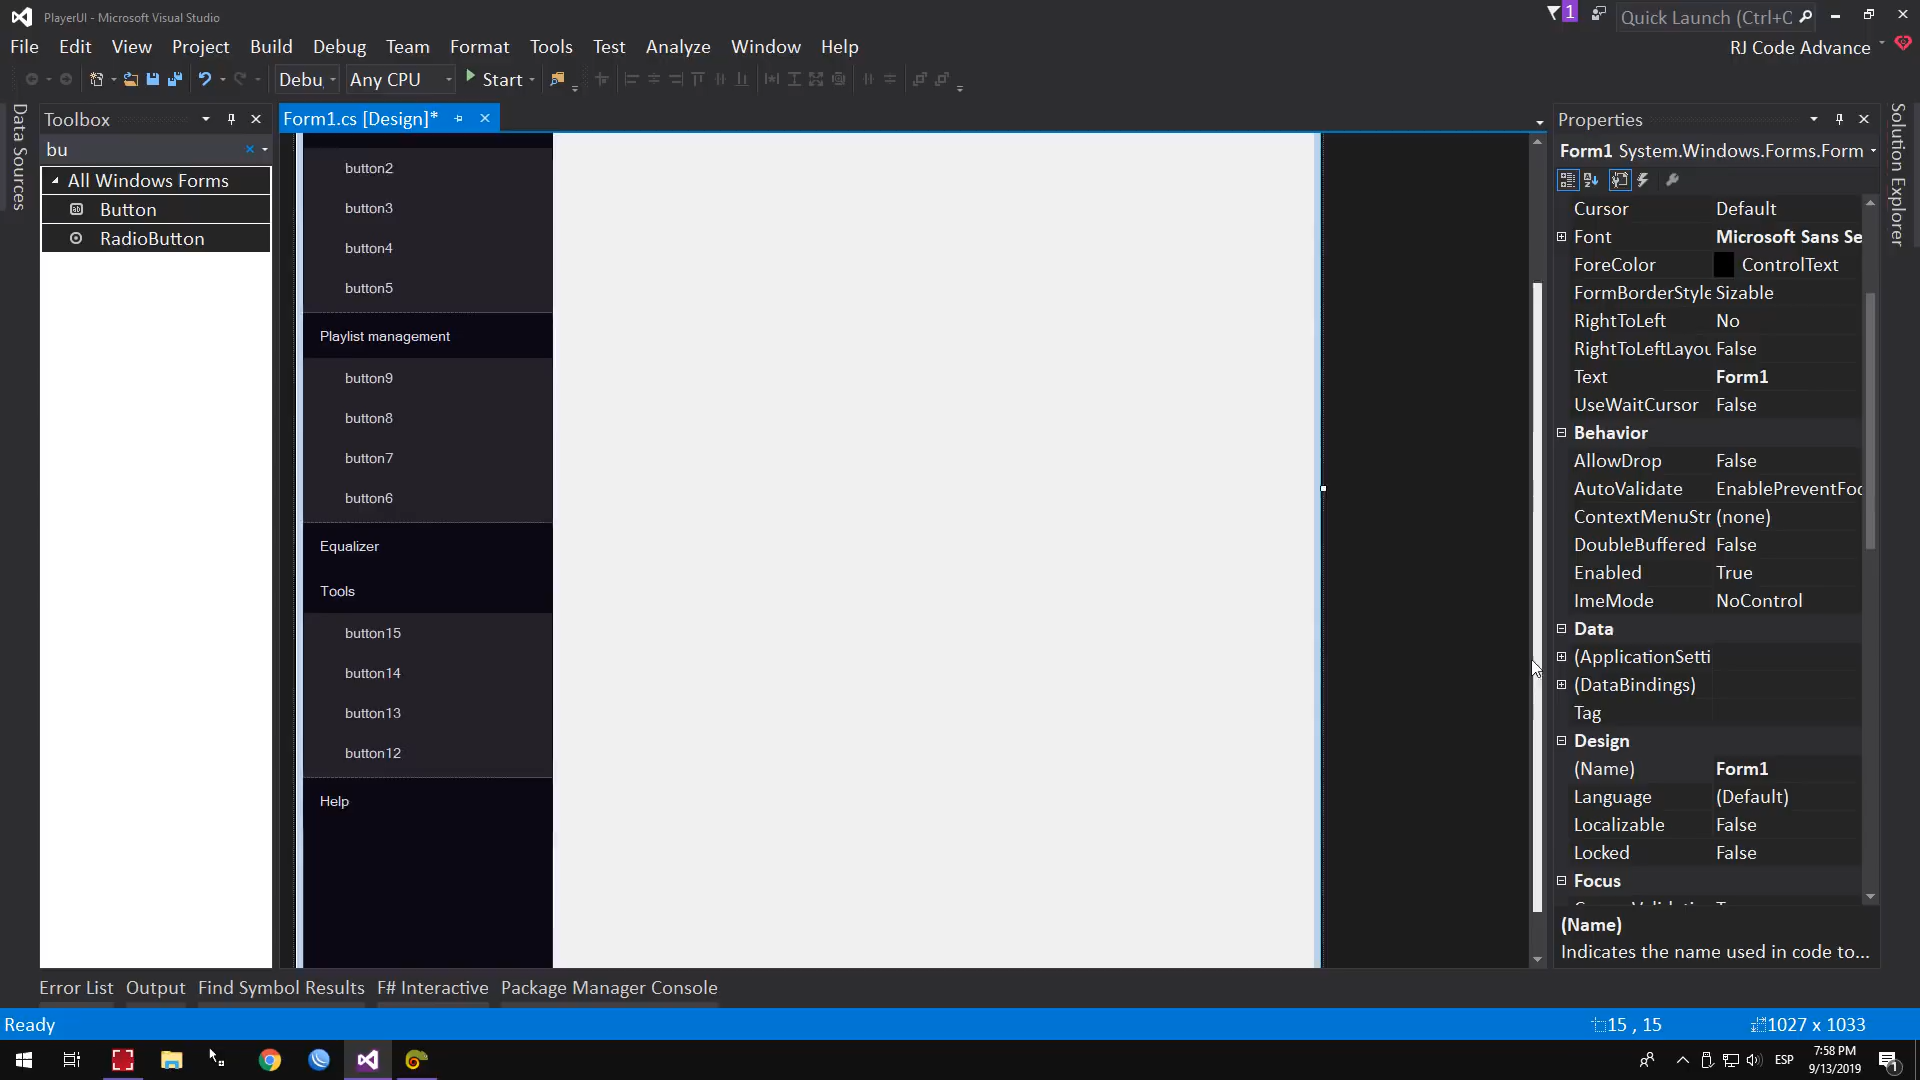 PlayerUI - Microsoft Visual Studio
1
Quick Launch (Ctrl+C
File Edit View Project Build Debug Team Format Tools Test Analyze Window Help
RJ Code Advance
Debu Any CPU Start
Data Sources
Toolbox
bu
All Windows Forms
Button
RadioButton
Form1.cs [Design]*
button2
button3
button4
button5
Playlist management
button9
button8
button7
button6
Equalizer
Tools
button15
button14
button13
button12
Help
Properties
Form1 System.Windows.Forms.Form
Cursor Default
Font Microsoft Sans Se
ForeColor ControlText
FormBorderStyle Sizable
RightToLeft No
RightToLeftLayou False
Text Form1
UseWaitCursor False
Behavior
AllowDrop False
AutoValidate EnablePreventFoc
ContextMenuStr (none)
DoubleBuffered False
Enabled True
ImeMode NoControl
Data
(ApplicationSetti
(DataBindings)
Tag
Design
(Name) Form1
Language (Default)
Localizable False
Locked False
Focus
(Name)
Indicates the name used in code to...
Solution Explorer
Error List Output Find Symbol Results F# Interactive Package Manager Console
Ready
15 , 15
1027 x 1033
ESP
7:58 PM
9/13/2019
1